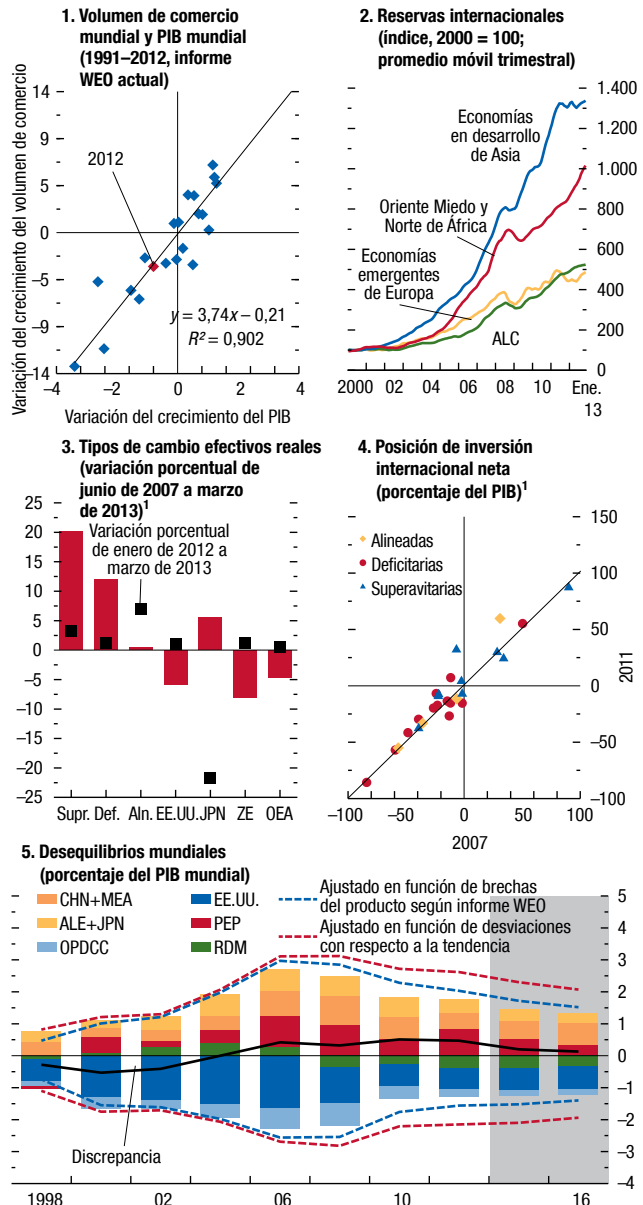 1. Volumen de comercio
mundial y PIB mundial
(1991–2012, informe
WEO actual)
Variación del crecimiento del volumen de comercio
14
9
5
0
–5
–9
–14
2012
y = 3,74x – 0,21
R² = 0,902
–4
–2
0
2
4
Variación del crecimiento del PIB
2. Reservas internacionales
(índice, 2000 = 100;
promedio móvil trimestral)
1.400
1.200
1.000
800
600
400
200
0
Economías
en desarrollo
de Asia
Oriente Miedo y
Norte de África
Economías
emergentes
de Europa
ALC
2000
02
04
06
08
10
Ene.
13
3. Tipos de cambio efectivos reales
(variación porcentual de
junio de 2007 a marzo
de 2013)¹
Variación porcentual
de enero de 2012 a
marzo de 2013
25
20
15
10
5
0
–5
–10
–15
–20
–25
Supr.
Def.
Aln.
EE.UU.
JPN
ZE
OEA
4. Posición de inversión
internacional neta
(porcentaje del PIB)¹
Alineadas
Deficitarias
Superavitarias
150
100
50
0
–50
–100
2011
–100
–50
0
50
100
2007
5. Desequilibrios mundiales
(porcentaje del PIB mundial)
CHN+MEA
ALE+JPN
OPDCC
EE.UU.
PEP
RDM
Ajustado en función de brechas
del producto según informe WEO
Ajustado en función de desviaciones
con respecto a la tendencia
5
4
3
2
1
0
–1
–2
–3
–4
Discrepancia
1998
02
06
10
16